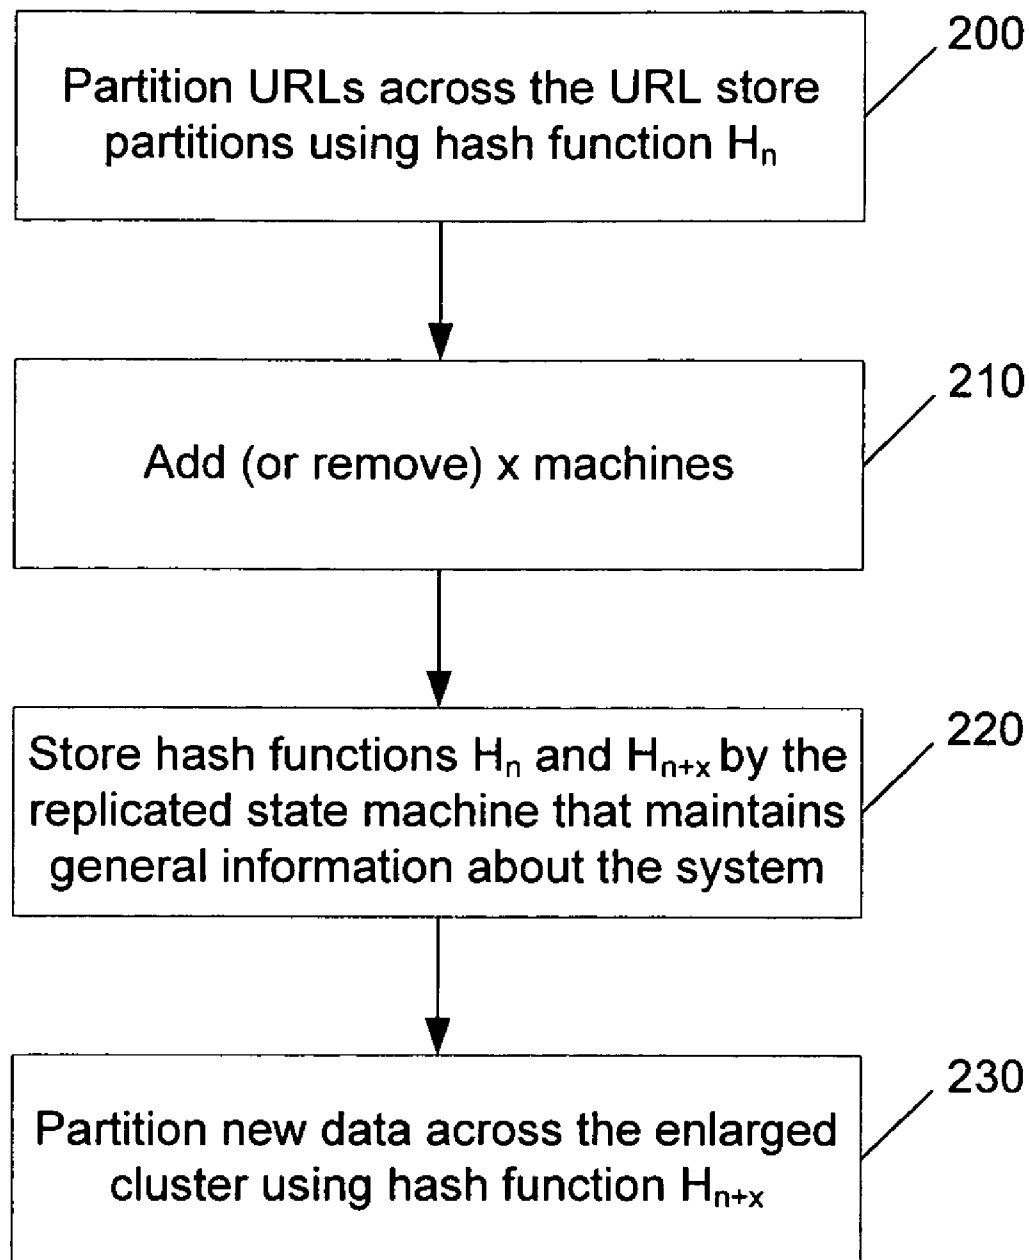 200
Partition URLs across the URL store
partitions using hash function Hₙ
210
Add (or remove) x machines
220
Store hash functions Hₙ and Hₙ₊ₓ by the
replicated state machine that maintains
general information about the system
230
Partition new data across the enlarged
cluster using hash function Hₙ₊ₓ